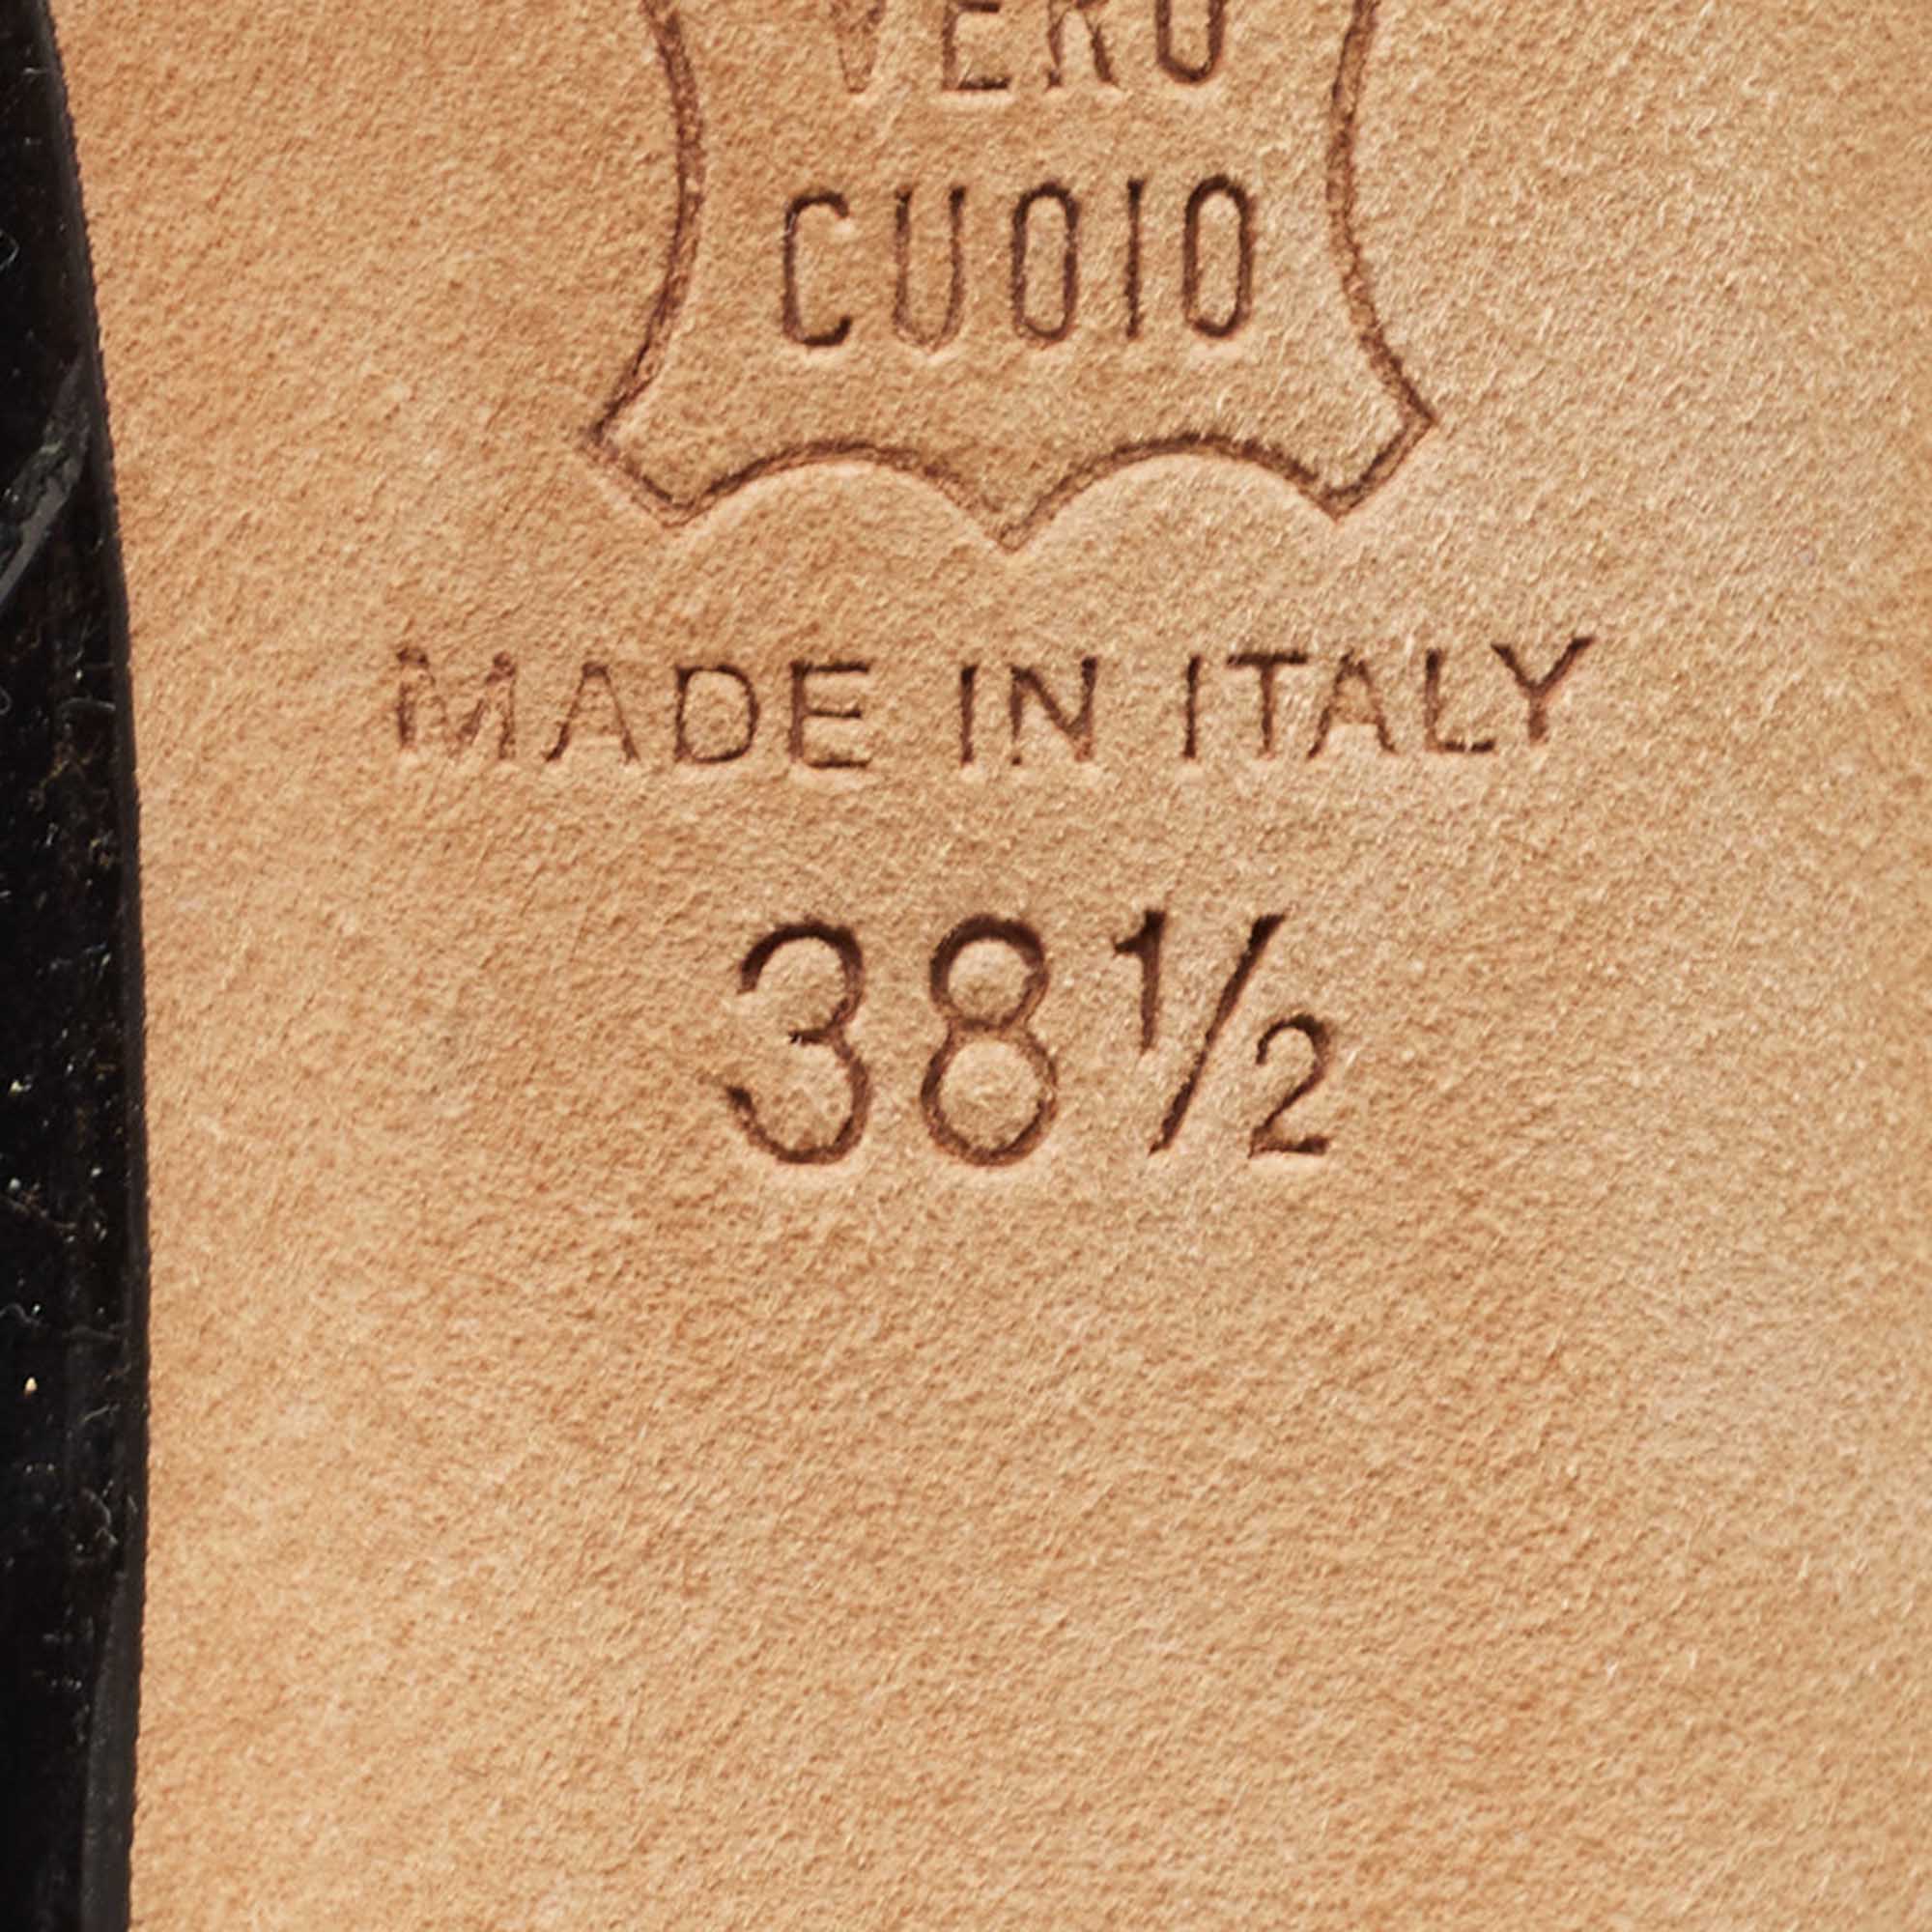 VERO
CUOIO
MADE IN ITALY
38½